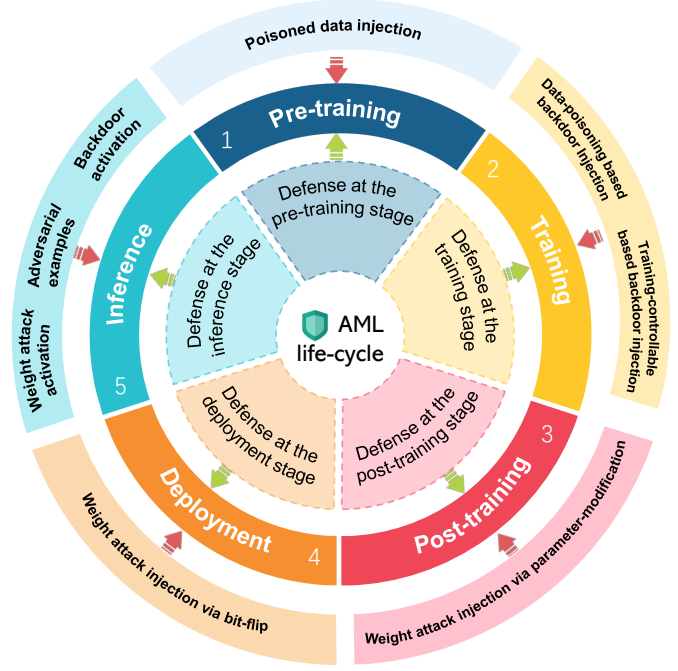 Poisoned data injection
Pre-training
1
Defense at the
pre-training stage
Data-poisoning based
backdoor Injection
Training-controllable
based backdoor injection
2
Training
Defense at the
training stage
3
Post-training
Defense at the
post-training stage
Weight attack injection via parameter-modification
4
Deployment
Defense at the
deployment stage
Weight attack injection via bit-flip
5
Inference
Defense at the
inference stage
Backdoor
activation
Adversarial
examples
Weight attack
activation
AML
life-cycle